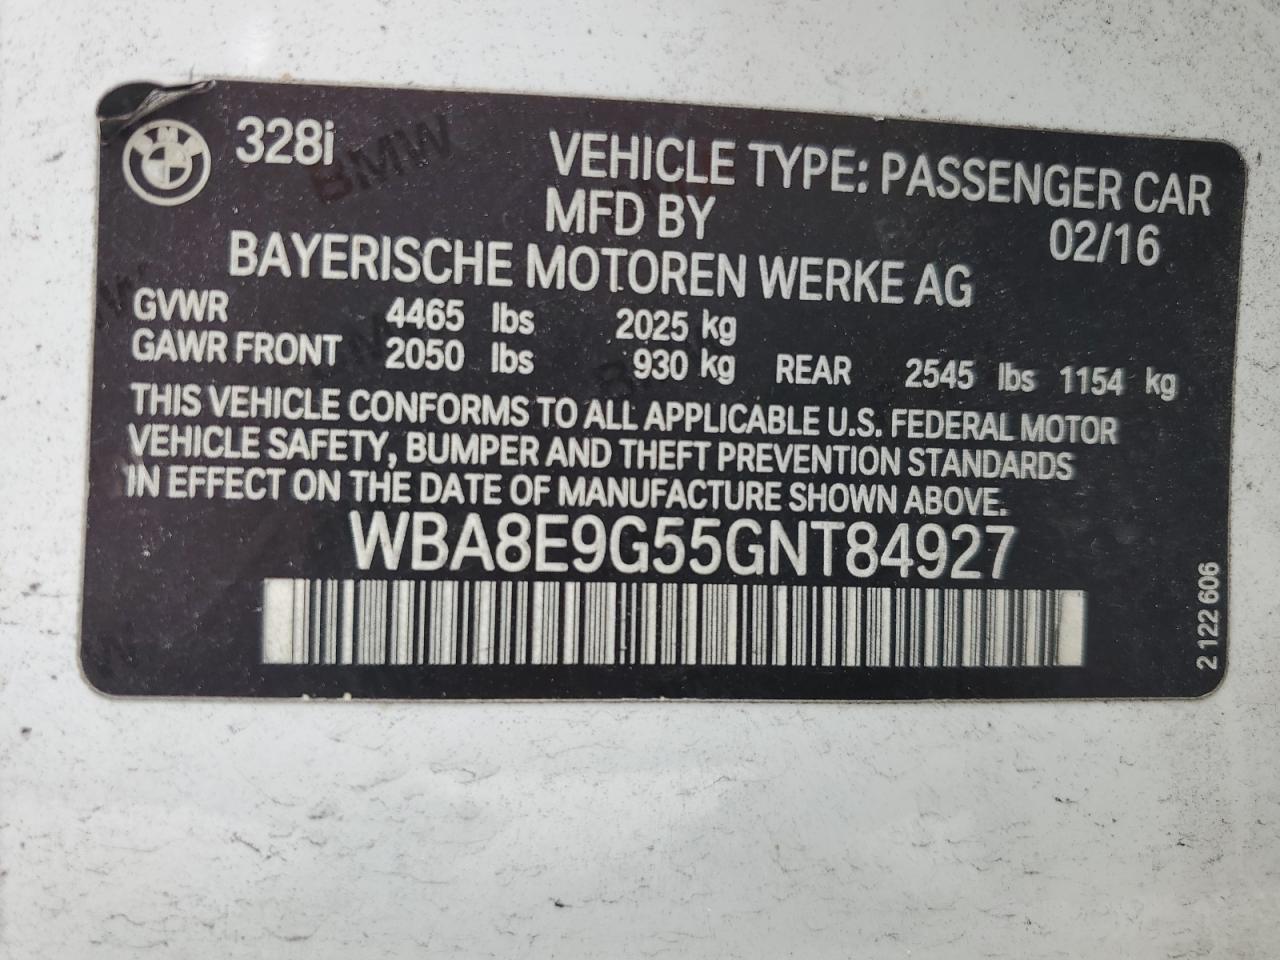 BMW
328i
VEHICLE TYPE: PASSENGER CAR
MFD BY 02/16
BAYERISCHE MOTOREN WERKE AG
GVWR 4465 lbs 2025 kg
GAWR FRONT 2050 lbs 930 kg REAR 2545 lbs 1154 kg
THIS VEHICLE CONFORMS TO ALL APPLICABLE U.S. FEDERAL MOTOR
VEHICLE SAFETY, BUMPER AND THEFT PREVENTION STANDARDS
IN EFFECT ON THE DATE OF MANUFACTURE SHOWN ABOVE.
WBA8E9G55GNT84927
2 122 606
BMW